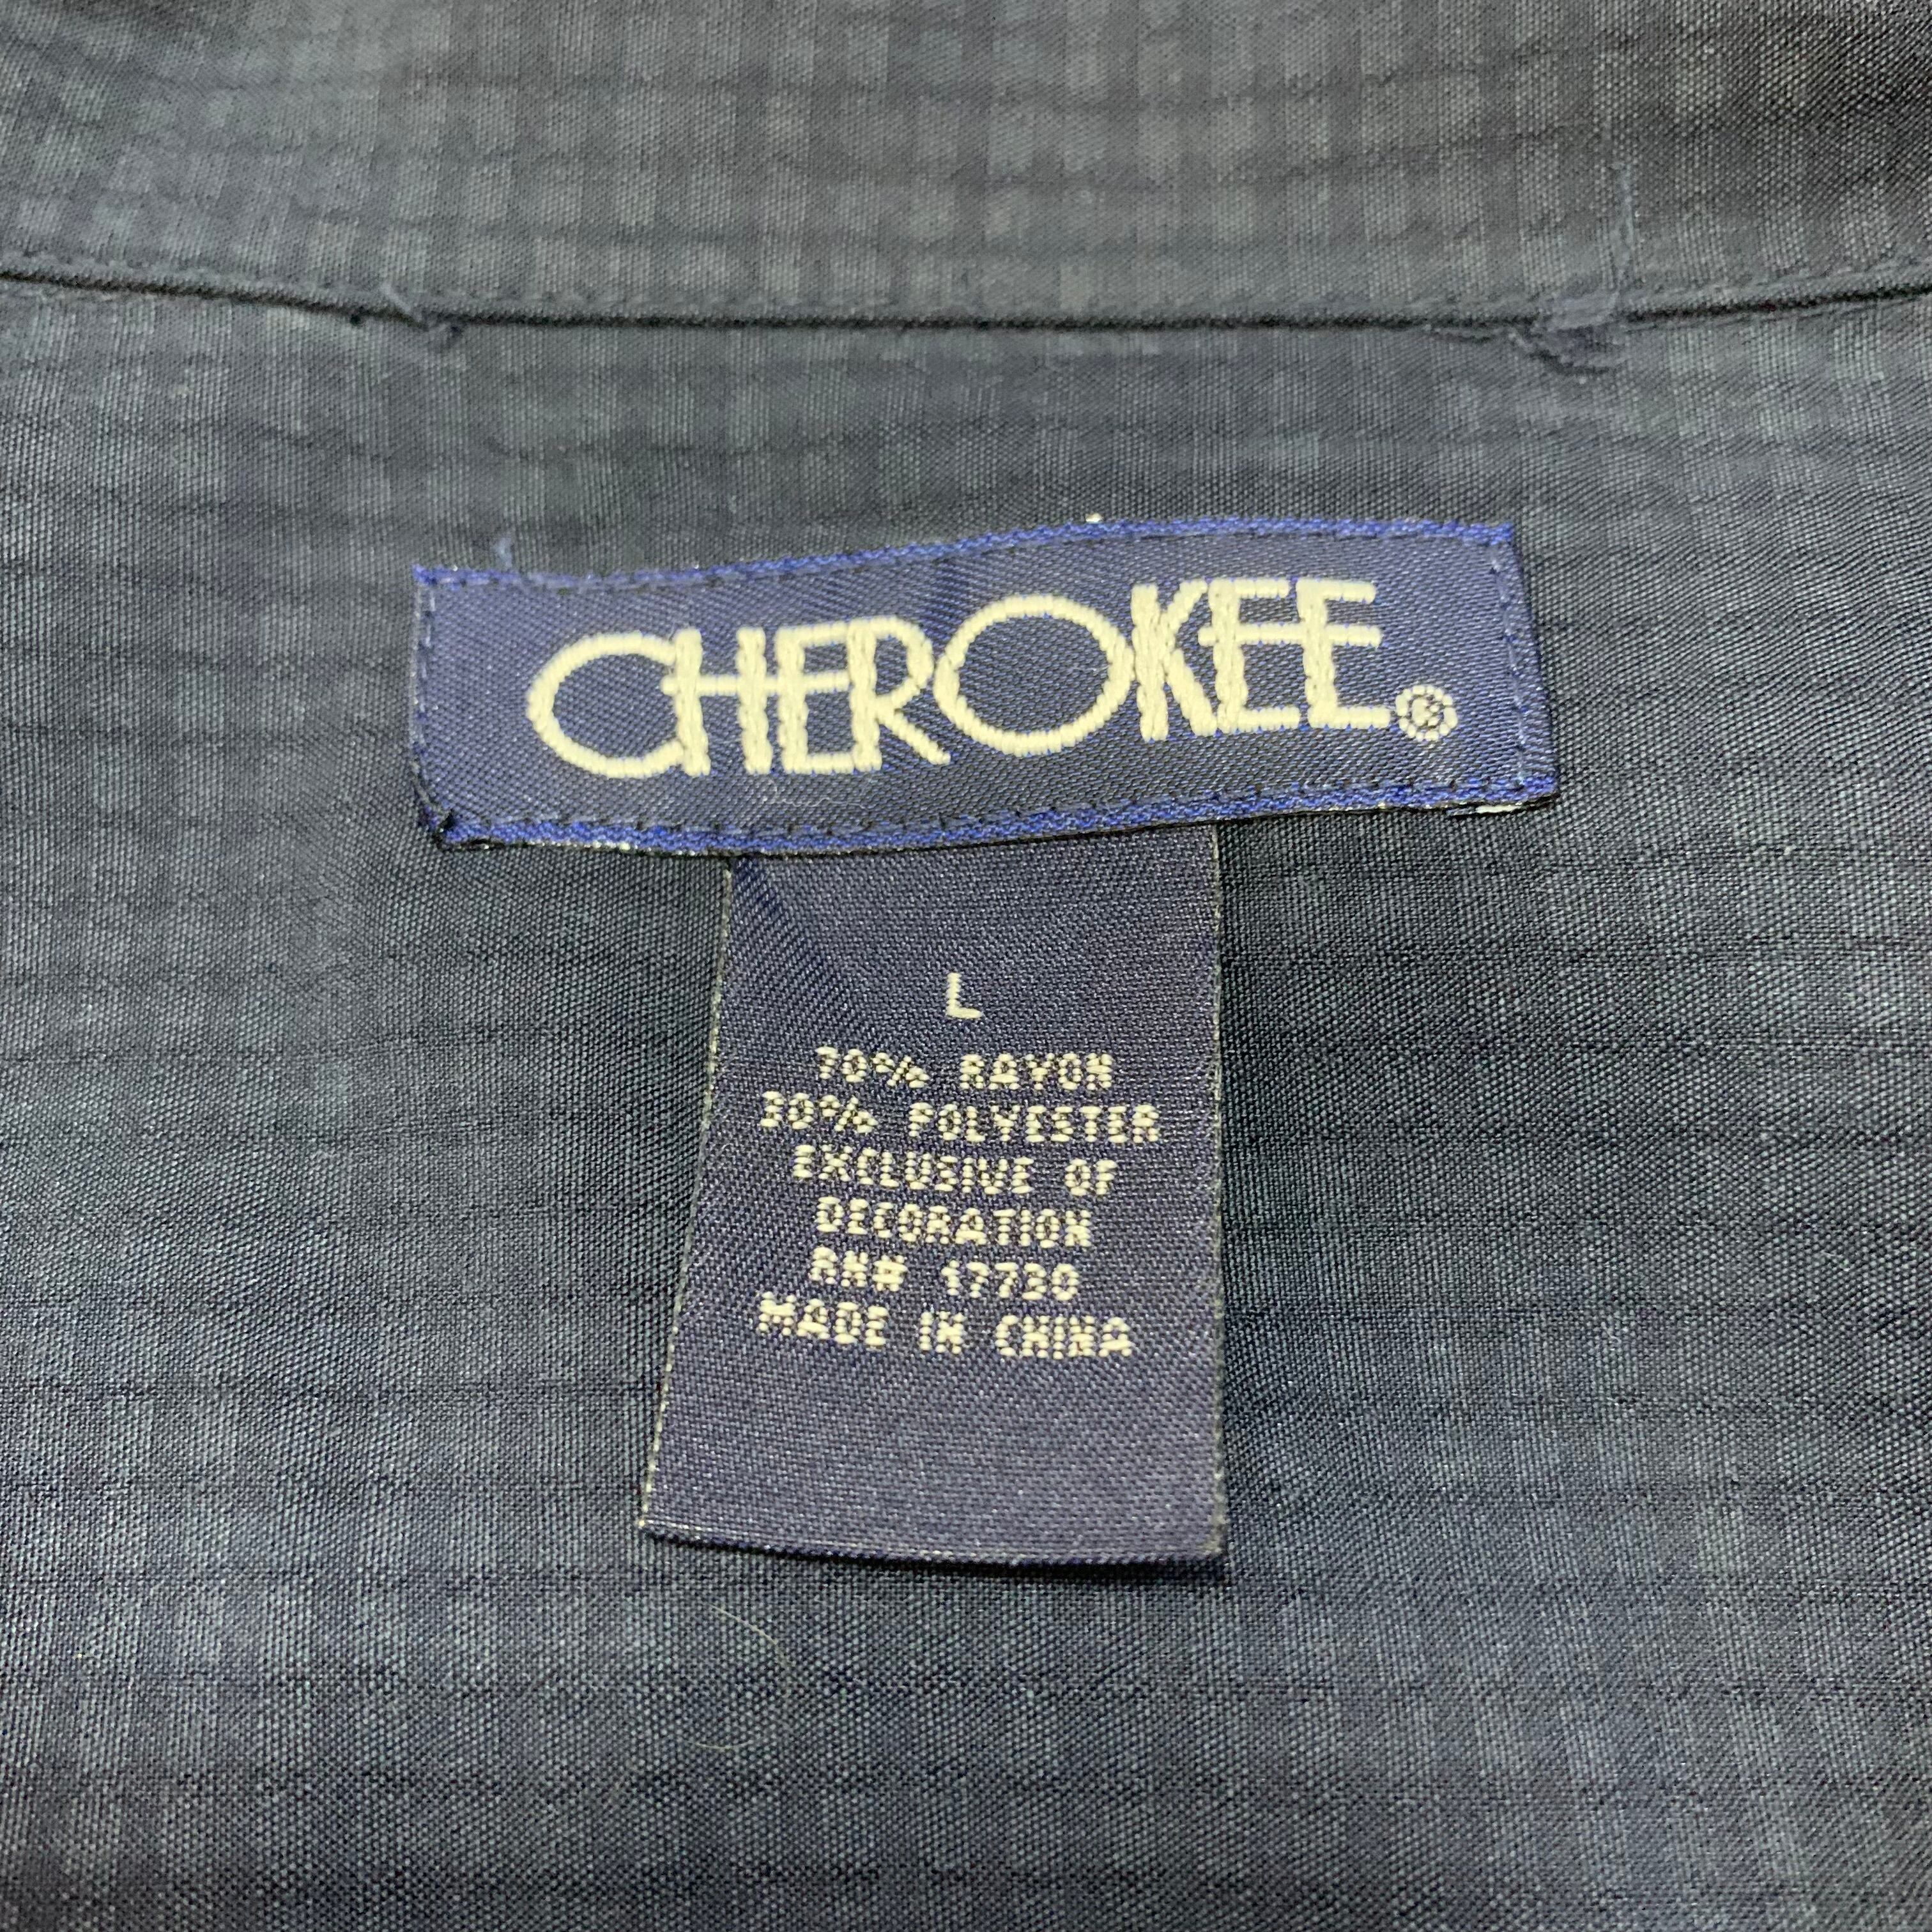 CHEROKEE®
L
70% RAYON
30% POLYESTER
EXCLUSIVE OF
DECORATION
RN# 17730
MADE IN CHINA